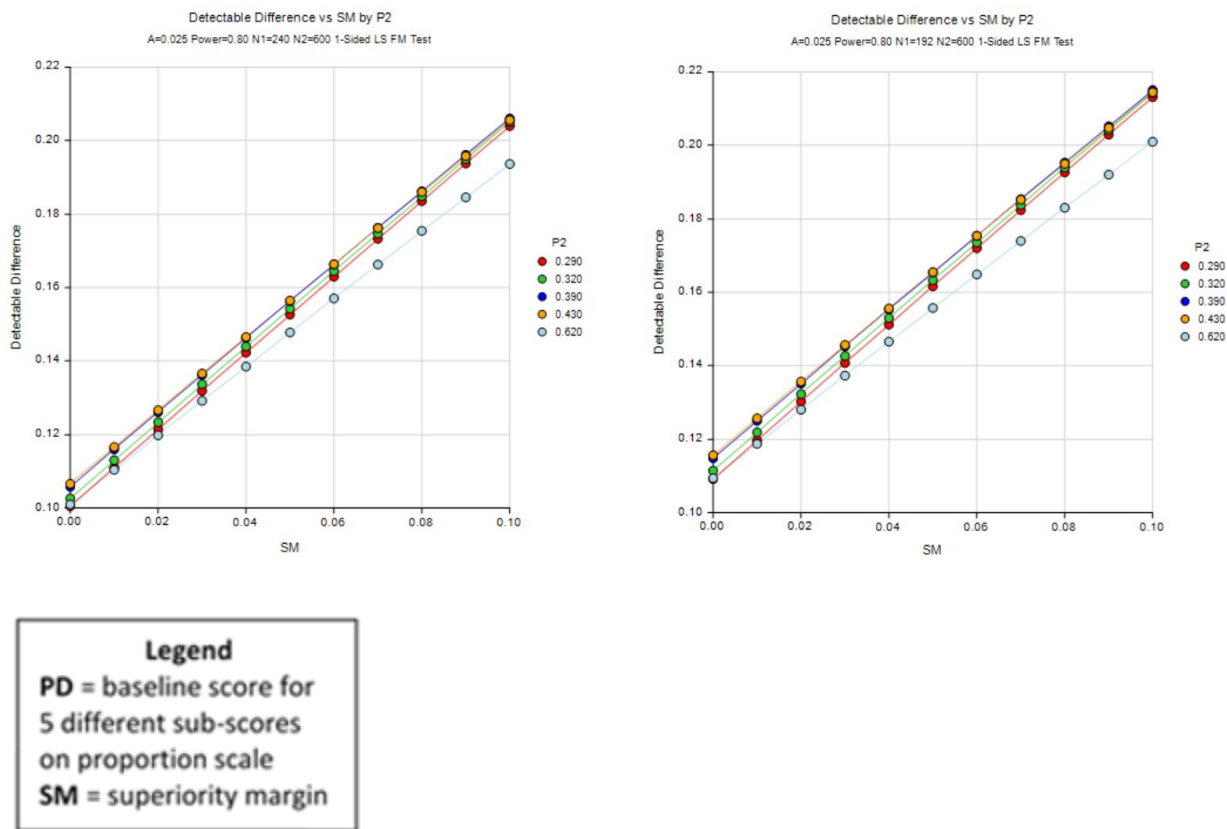 Detectable Difference vs SM by P2
A=0.025 Power=0.80 N1=240 N2=600 1-Sided LS FM Test
0.22
0.20
0.18
0.16
0.14
0.12
0.10
Detectable Difference
0.00 0.02 0.04 0.06 0.08 0.10
SM
P2
0.290
0.320
0.390
0.430
0.620
Detectable Difference vs SM by P2
A=0.025 Power=0.80 N1=192 N2=600 1-Sided LS FM Test
0.22
0.20
0.18
0.16
0.14
0.12
0.10
Detectable Difference
0.00 0.02 0.04 0.06 0.08 0.10
SM
P2
0.290
0.320
0.390
0.430
0.620
Legend
PD = baseline score for
5 different sub-scores
on proportion scale
SM = superiority margin